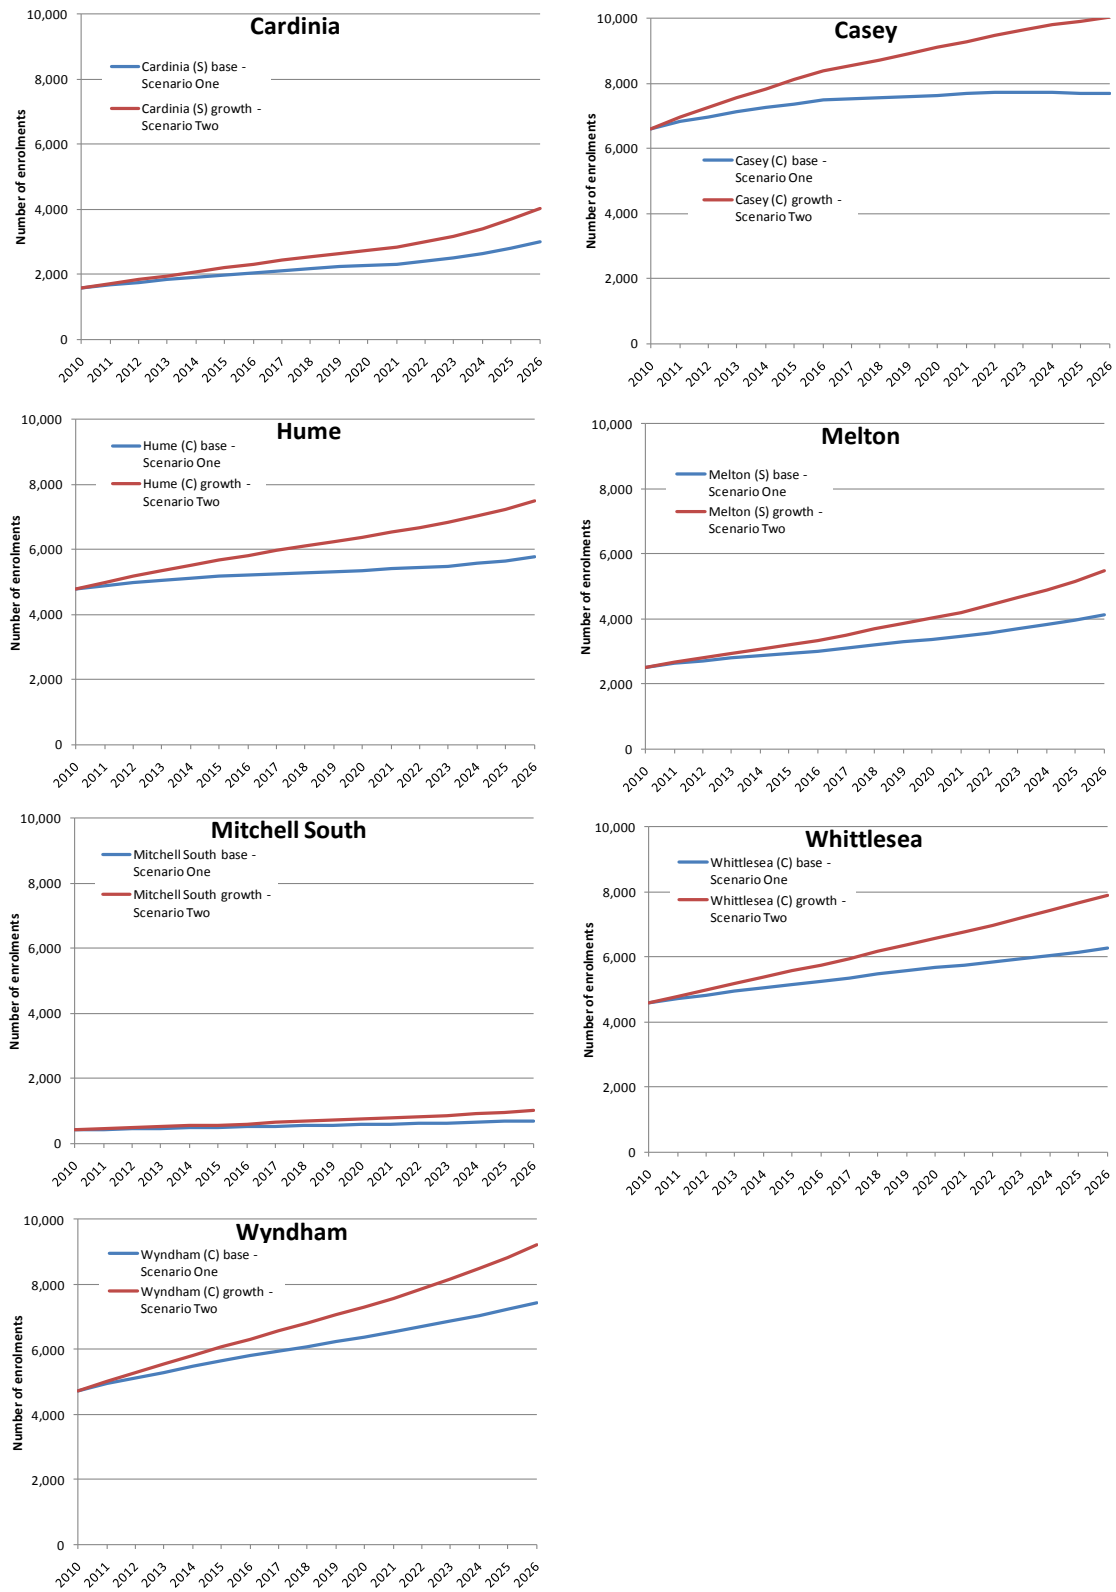 Cardinia
Number of enrolments
10,000
8,000
6,000
4,000
2,000
0
Cardinia (S) base -
Scenario One
Cardinia (S) growth -
Scenario Two
2010 2011 2012 2013 2014 2015 2016 2017 2018 2019 2020 2021 2022 2023 2024 2025 2026
Casey
Number of enrolments
10,000
8,000
6,000
4,000
2,000
0
Casey (C) base -
Scenario One
Casey (C) growth -
Scenario Two
2010 2011 2012 2013 2014 2015 2016 2017 2018 2019 2020 2021 2022 2023 2024 2025 2026
Hume
Number of enrolments
10,000
8,000
6,000
4,000
2,000
0
Hume (C) base -
Scenario One
Hume (C) growth -
Scenario Two
2010 2011 2012 2013 2014 2015 2016 2017 2018 2019 2020 2021 2022 2023 2024 2025 2026
Melton
Number of enrolments
10,000
8,000
6,000
4,000
2,000
0
Melton (S) base -
Scenario One
Melton (S) growth -
Scenario Two
2010 2011 2012 2013 2014 2015 2016 2017 2018 2019 2020 2021 2022 2023 2024 2025 2026
Mitchell South
Number of enrolments
10,000
8,000
6,000
4,000
2,000
0
Mitchell South base -
Scenario One
Mitchell South growth -
Scenario Two
2010 2011 2012 2013 2014 2015 2016 2017 2018 2019 2020 2021 2022 2023 2024 2025 2026
Whittlesea
Number of enrolments
10,000
8,000
6,000
4,000
2,000
0
Whittlesea (C) base -
Scenario One
Whittlesea (C) growth -
Scenario Two
2010 2011 2012 2013 2014 2015 2016 2017 2018 2019 2020 2021 2022 2023 2024 2025 2026
Wyndham
Number of enrolments
10,000
8,000
6,000
4,000
2,000
0
Wyndham (C) base -
Scenario One
Wyndham (C) growth -
Scenario Two
2010 2011 2012 2013 2014 2015 2016 2017 2018 2019 2020 2021 2022 2023 2024 2025 2026